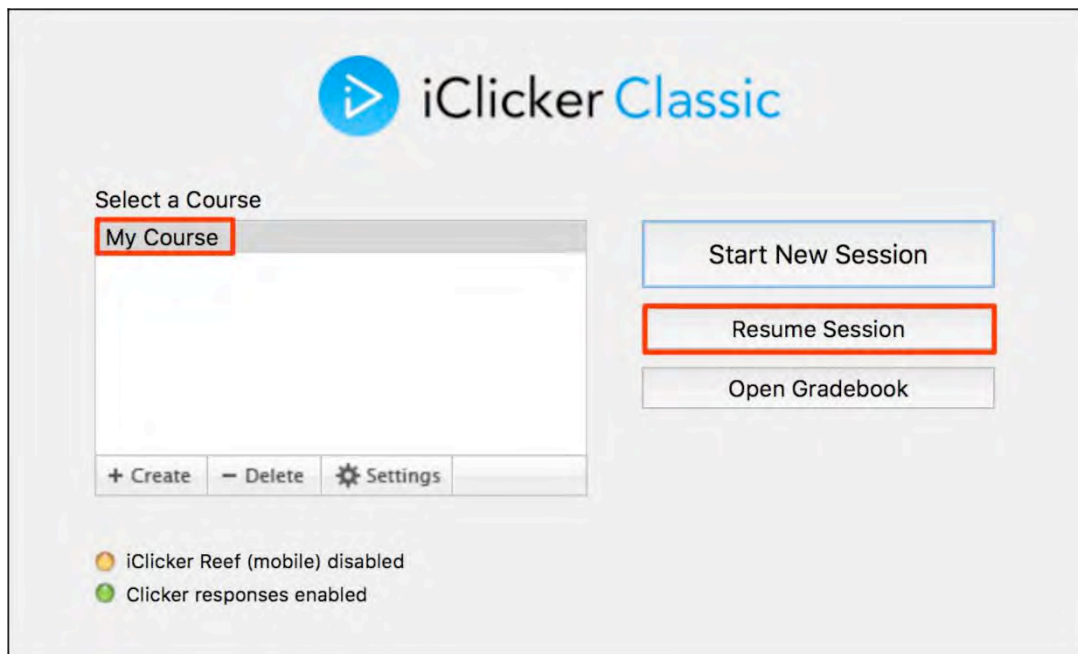 iClicker Classic
Select a Course
My Course
Start New Session
Resume Session
Open Gradebook
+ Create
− Delete
Settings
iClicker Reef (mobile) disabled
Clicker responses enabled